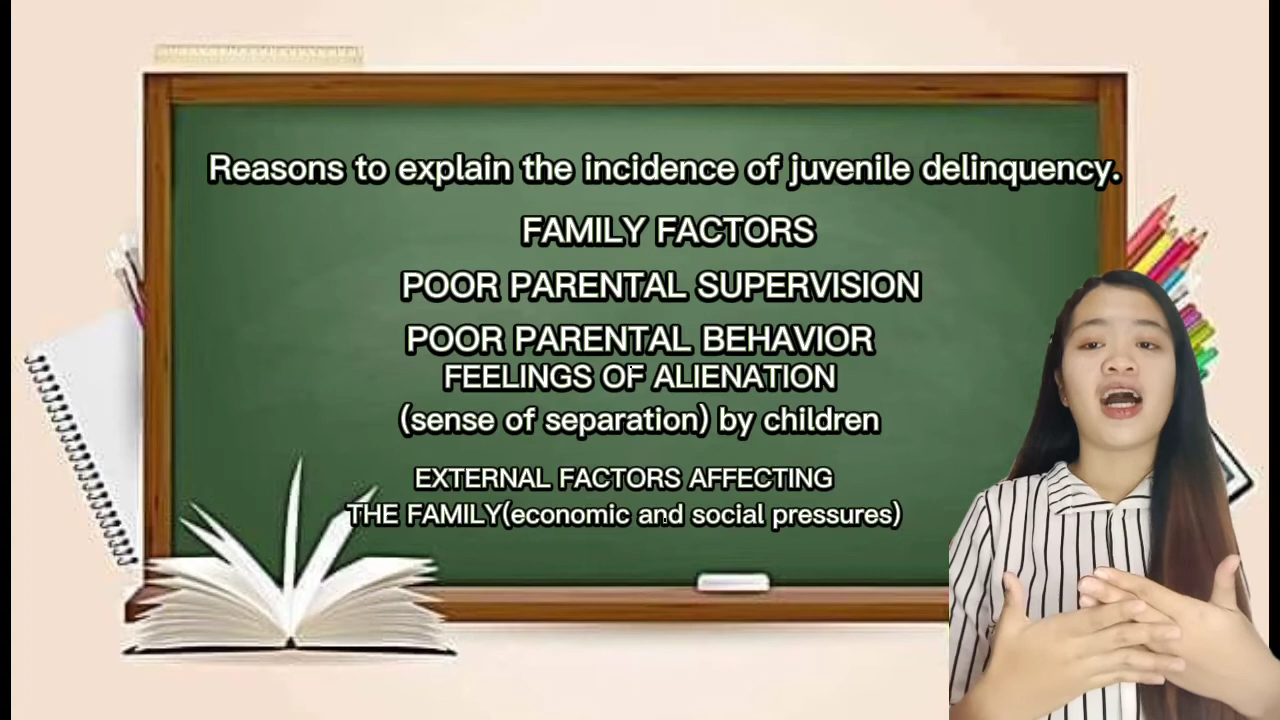 Reasons to explain the incidence of juvenile delinquency.
FAMILY FACTORS
POOR PARENTAL SUPERVISION
POOR PARENTAL BEHAVIOR
FEELINGS OF ALIENATION
(sense of separation) by children
EXTERNAL FACTORS AFFECTING
THE FAMILY(economic and social pressures)